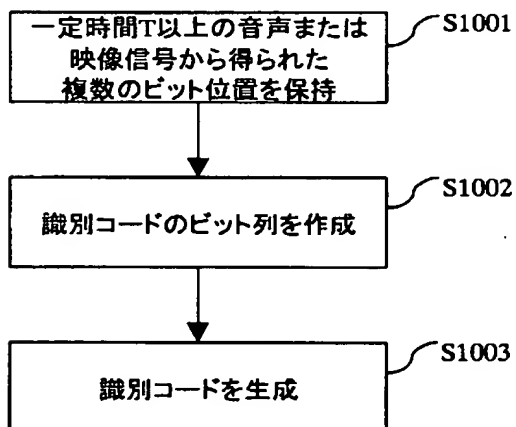 一定時間T以上の音声または
映像信号から得られた
複数のビット位置を保持
S1001
識別コードのビット列を作成
S1002
識別コードを生成
S1003